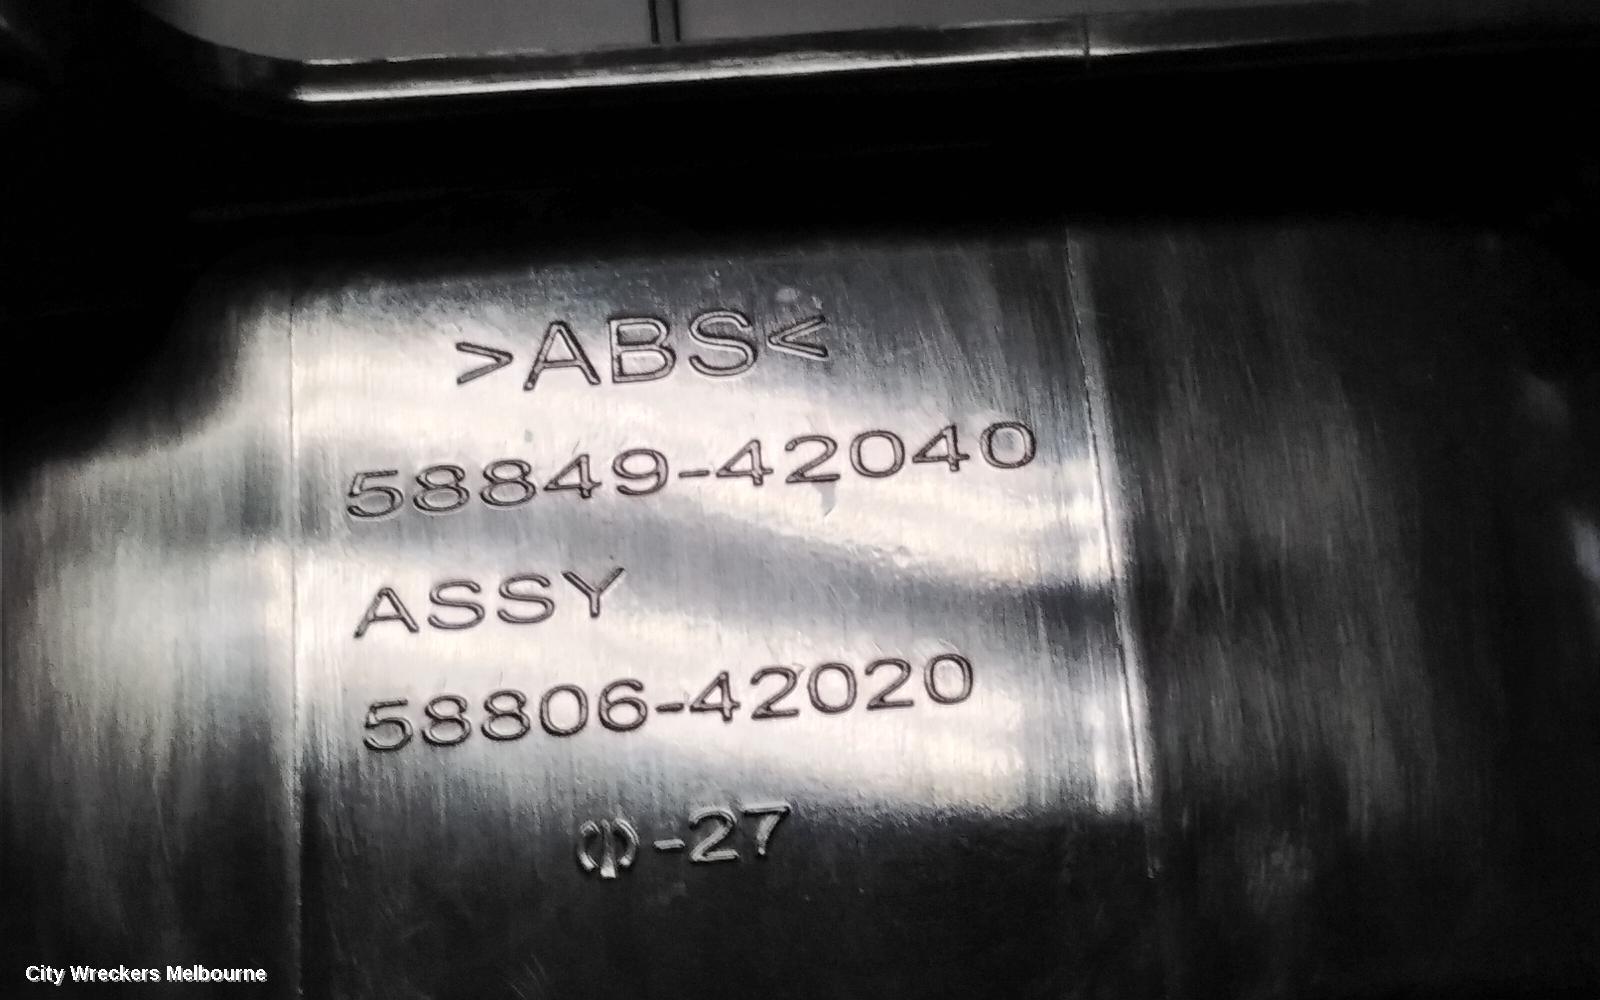 >ABS<
58849-42040
ASSY
58806-42020
-27
City Wreckers Melbourne